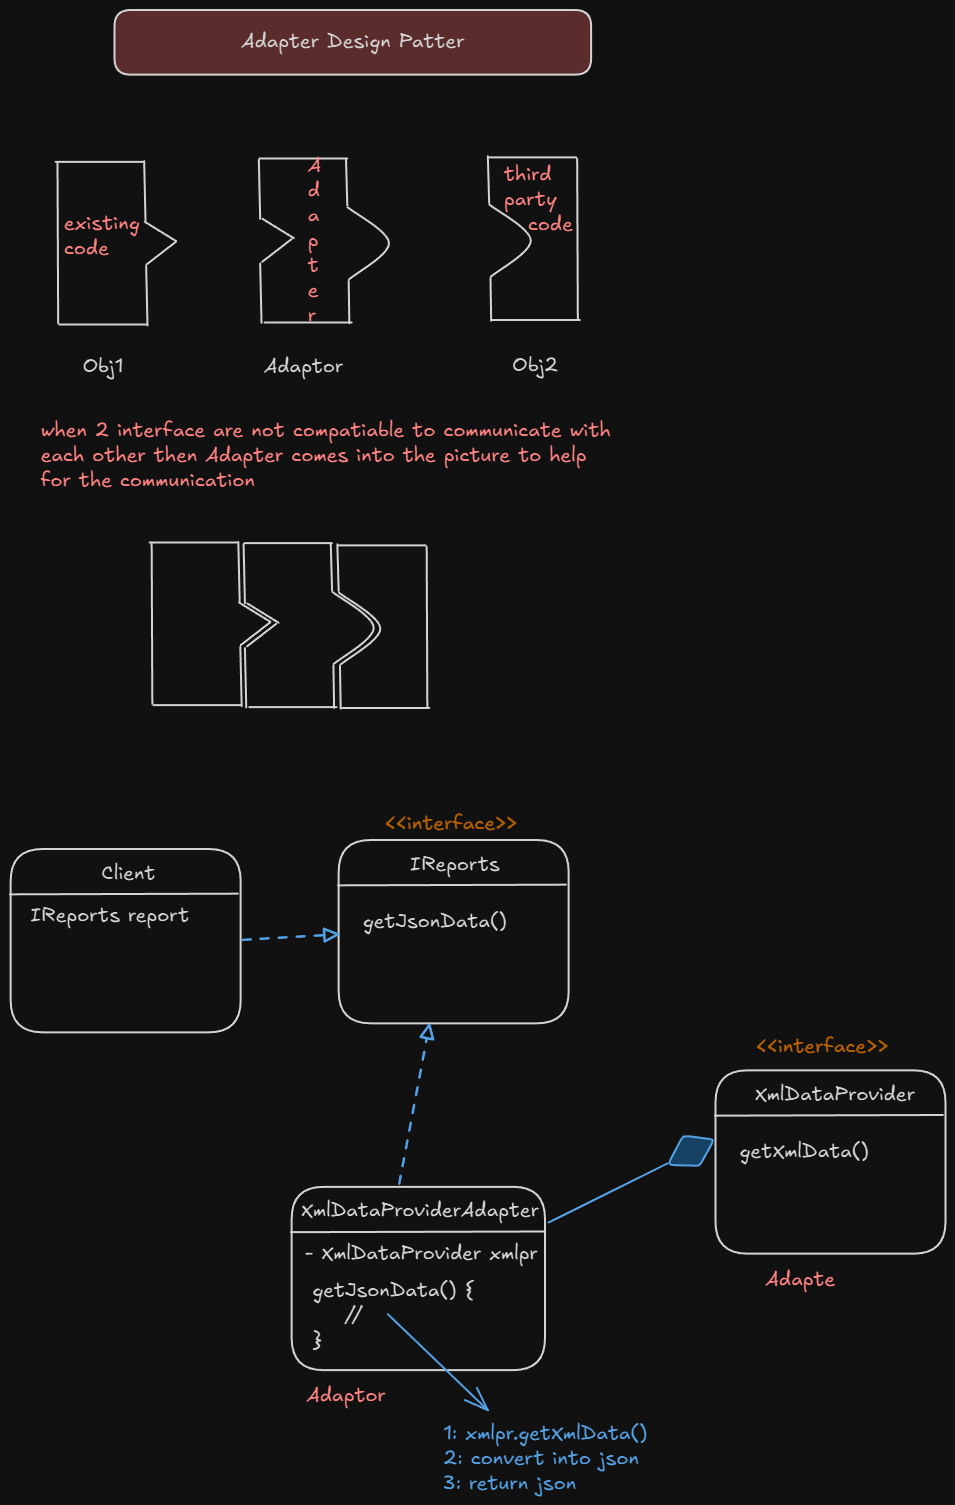 Adapter Design Patter
existing
code
A
d
a
p
t
e
r
third
party
code
Obj1
Adaptor
Obj2
when 2 interface are not compatiable to communicate with
each other then Adapter comes into the picture to help
for the communication
<<interface>>
Client
IReports report
IReports
getJsonData()
<<interface>>
XmlDataProvider
getXmlData()
Adapte
XmlDataProviderAdapter
- XmlDataProvider xmlpr
getJsonData() {
//
}
Adaptor
1: xmlpr.getXmlData()
2: convert into json
3: return json